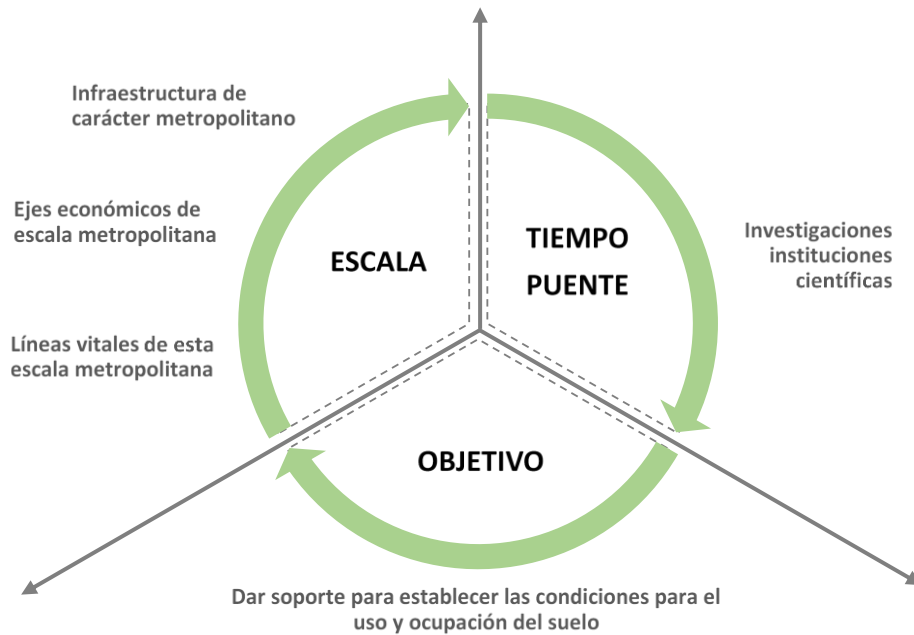 Infraestructura de
carácter metropolitano
Ejes económicos de
escala metropolitana
Líneas vitales de esta
escala metropolitana
ESCALA
TIEMPO
PUENTE
Investigaciones
instituciones
científicas
OBJETIVO
Dar soporte para establecer las condiciones para el
uso y ocupación del suelo